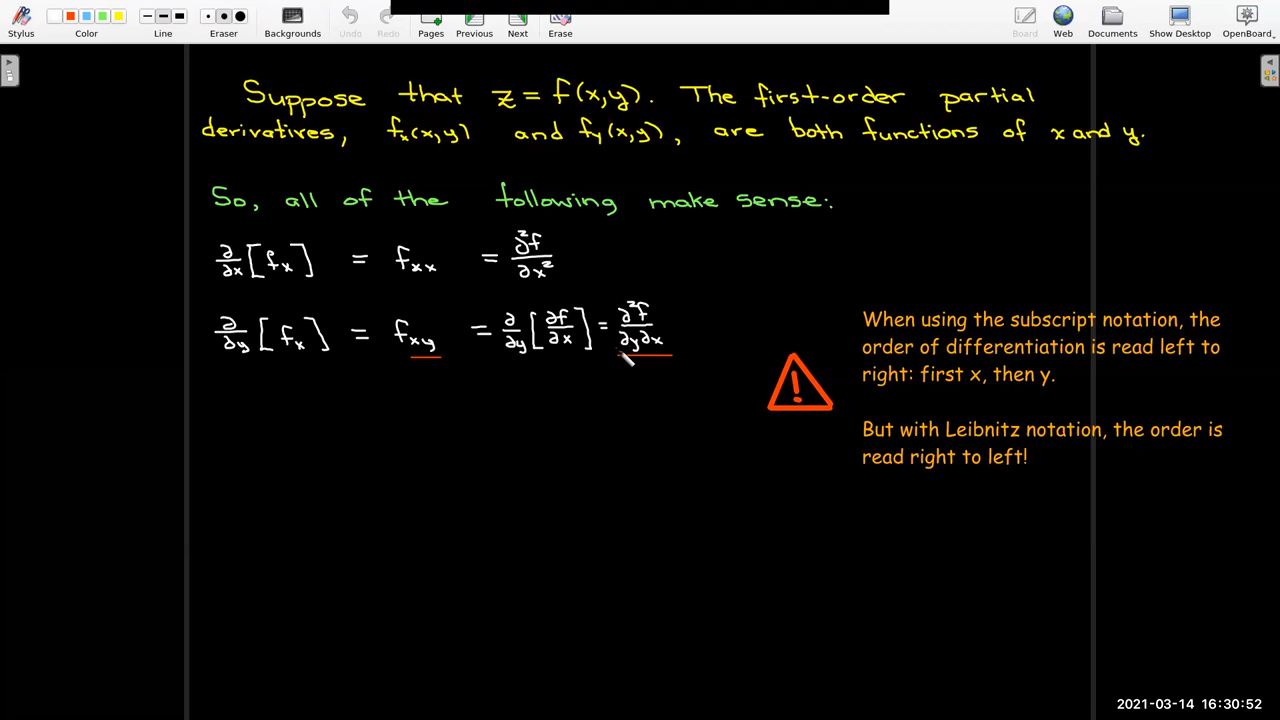 Stylus Color Line Eraser Backgrounds Undo Redo Pages Previous Next Erase Board Web Documents Show Desktop OpenBoard
Suppose that z = f(x,y). The first-order partial
derivatives, fₓ(x,y) and f_y(x,y), are both functions of x and y.
So, all of the following make sense:
∂/∂x [fₓ] = fₓₓ = ∂²f/∂x²
∂/∂y [fₓ] = f_xy = ∂/∂y [∂f/∂x] = ∂²f/∂y∂x
When using the subscript notation, the
order of differentiation is read left to
right: first x, then y.
But with Leibnitz notation, the order is
read right to left!
!
2021-03-14 16:30:52